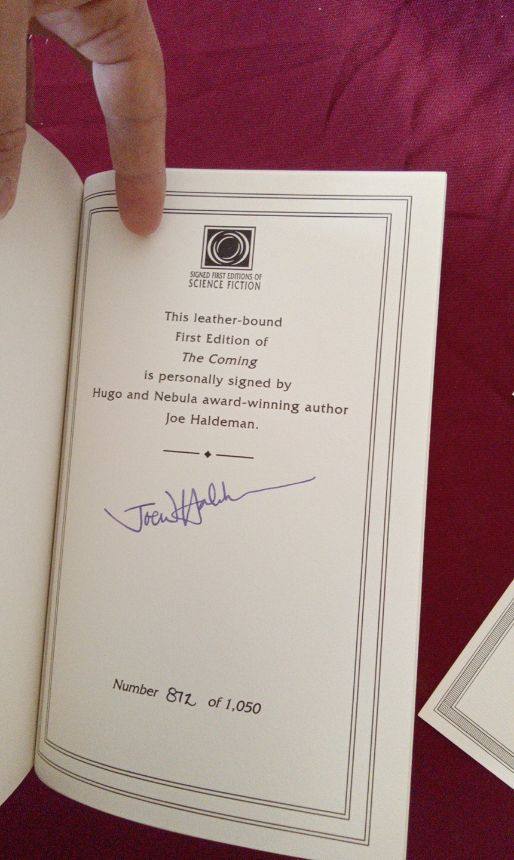 SIGNED FIRST EDITIONS OF
SCIENCE FICTION
This leather-bound
First Edition of
The Coming
is personally signed by
Hugo and Nebula award-winning author
Joe Haldeman.
Number 872 of 1,050